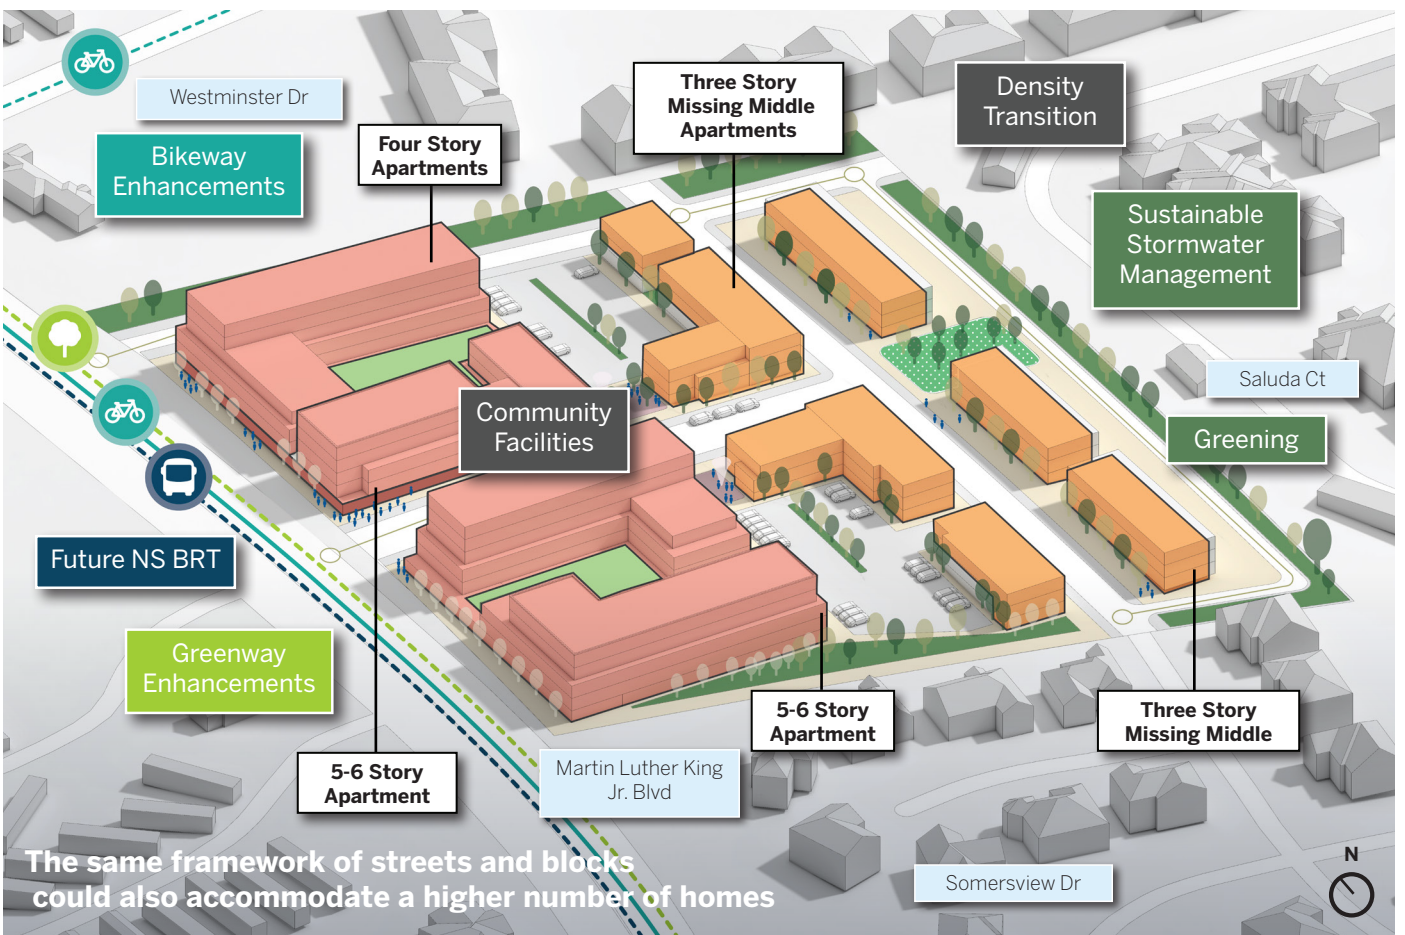 Westminster Dr
Bikeway
Enhancements
Four Story
Apartments
Three Story
Missing Middle
Apartments
Density
Transition
Sustainable
Stormwater
Management
Saluda Ct
Greening
Community
Facilities
Future NS BRT
Greenway
Enhancements
5-6 Story
Apartment
Martin Luther King
Jr. Blvd
5-6 Story
Apartment
Three Story
Missing Middle
Somersview Dr
N
The same framework of streets and blocks
could also accommodate a higher number of homes